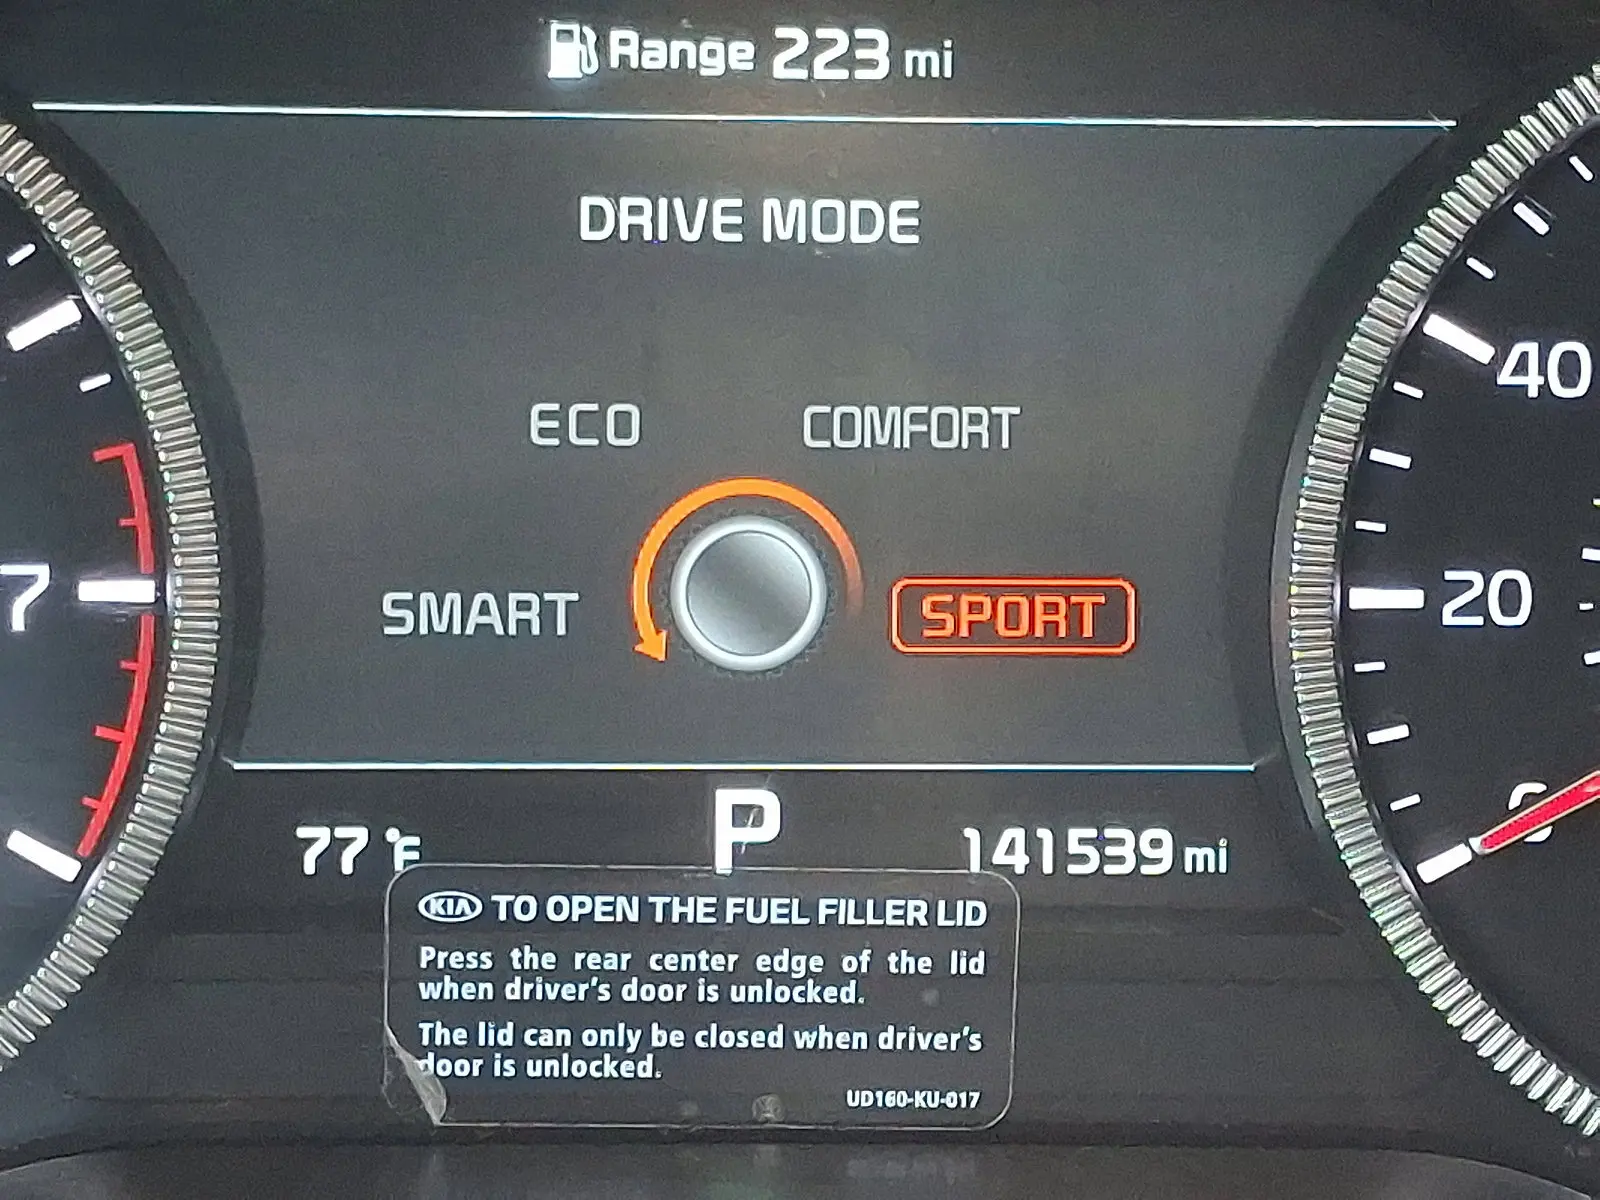 Range 223 mi
DRIVE MODE
ECO COMFORT
40
SMART SPORT
7
20
0
77 °F P 141539 mi
KIA TO OPEN THE FUEL FILLER LID
Press the rear center edge of the lid
when driver's door is unlocked.
The lid can only be closed when driver's
door is unlocked.
UD160-KU-017